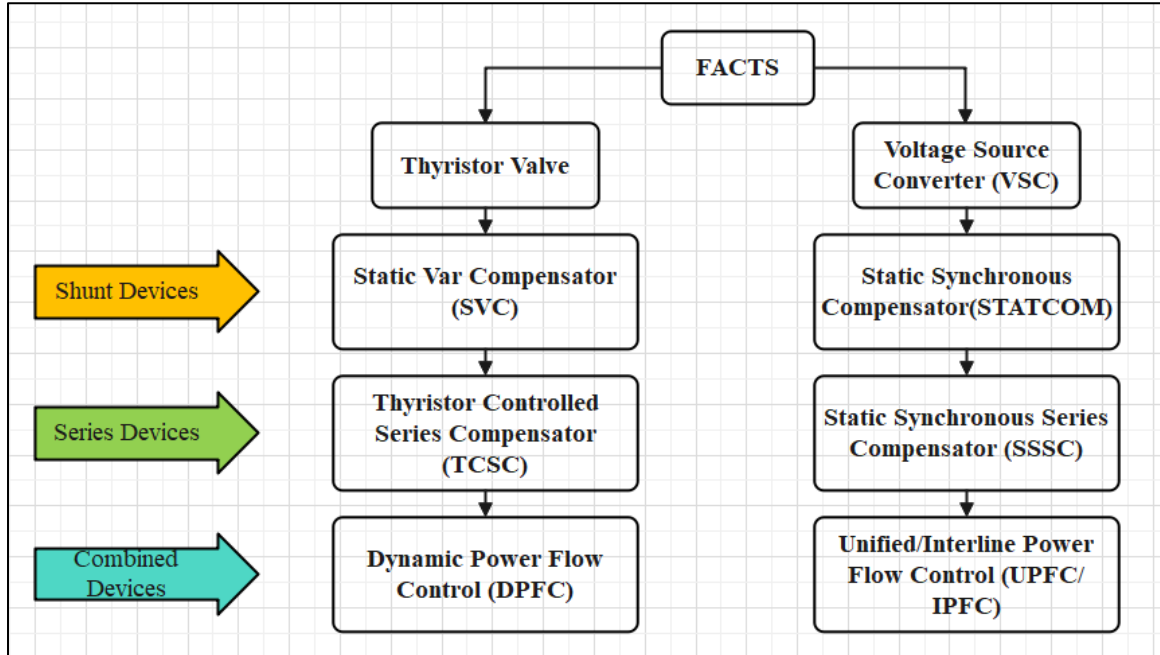 FACTS
Thyristor Valve
Voltage Source
Converter (VSC)
Shunt Devices
Static Var Compensator
(SVC)
Static Synchronous
Compensator(STATCOM)
Series Devices
Thyristor Controlled
Series Compensator
(TCSC)
Static Synchronous Series
Compensator (SSSC)
Combined
Devices
Dynamic Power Flow
Control (DPFC)
Unified/Interline Power
Flow Control (UPFC/
IPFC)